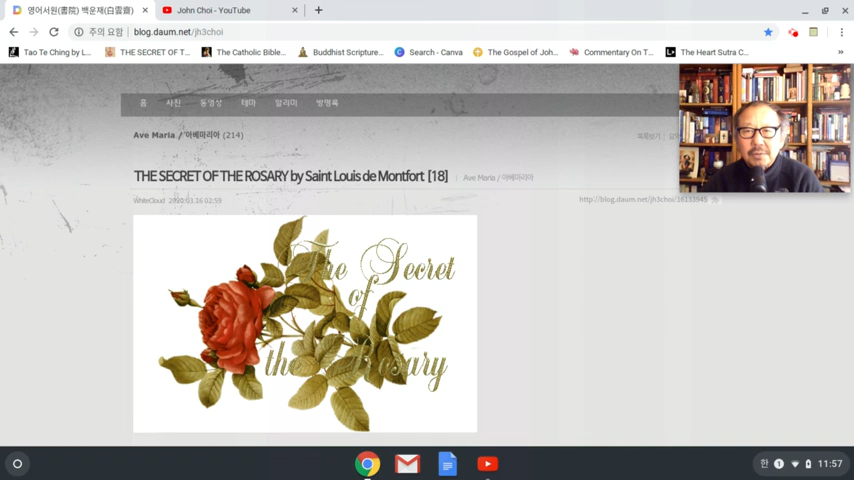 영어서원(書院) 백운재(白雲齋)
John Choi - YouTube
주의 요함
blog.daum.net/jh3choi
Tao Te Ching by L...
THE SECRET OF T...
The Catholic Bible...
Buddhist Scripture...
Search - Canva
The Gospel of Joh...
Commentary On T...
The Heart Sutra C...
홈 사진 동영상 테마 알리미 방명록
Ave Maria / 아베마리아 (214)
목록보기
THE SECRET OF THE ROSARY by Saint Louis de Montfort [18]
Ave Maria / 아베마리아
WhiteCloud 2020.03.16 02:59
http://blog.daum.net/jh3choi/16133945
The Secret
of
the Rosary
한 1 11:57